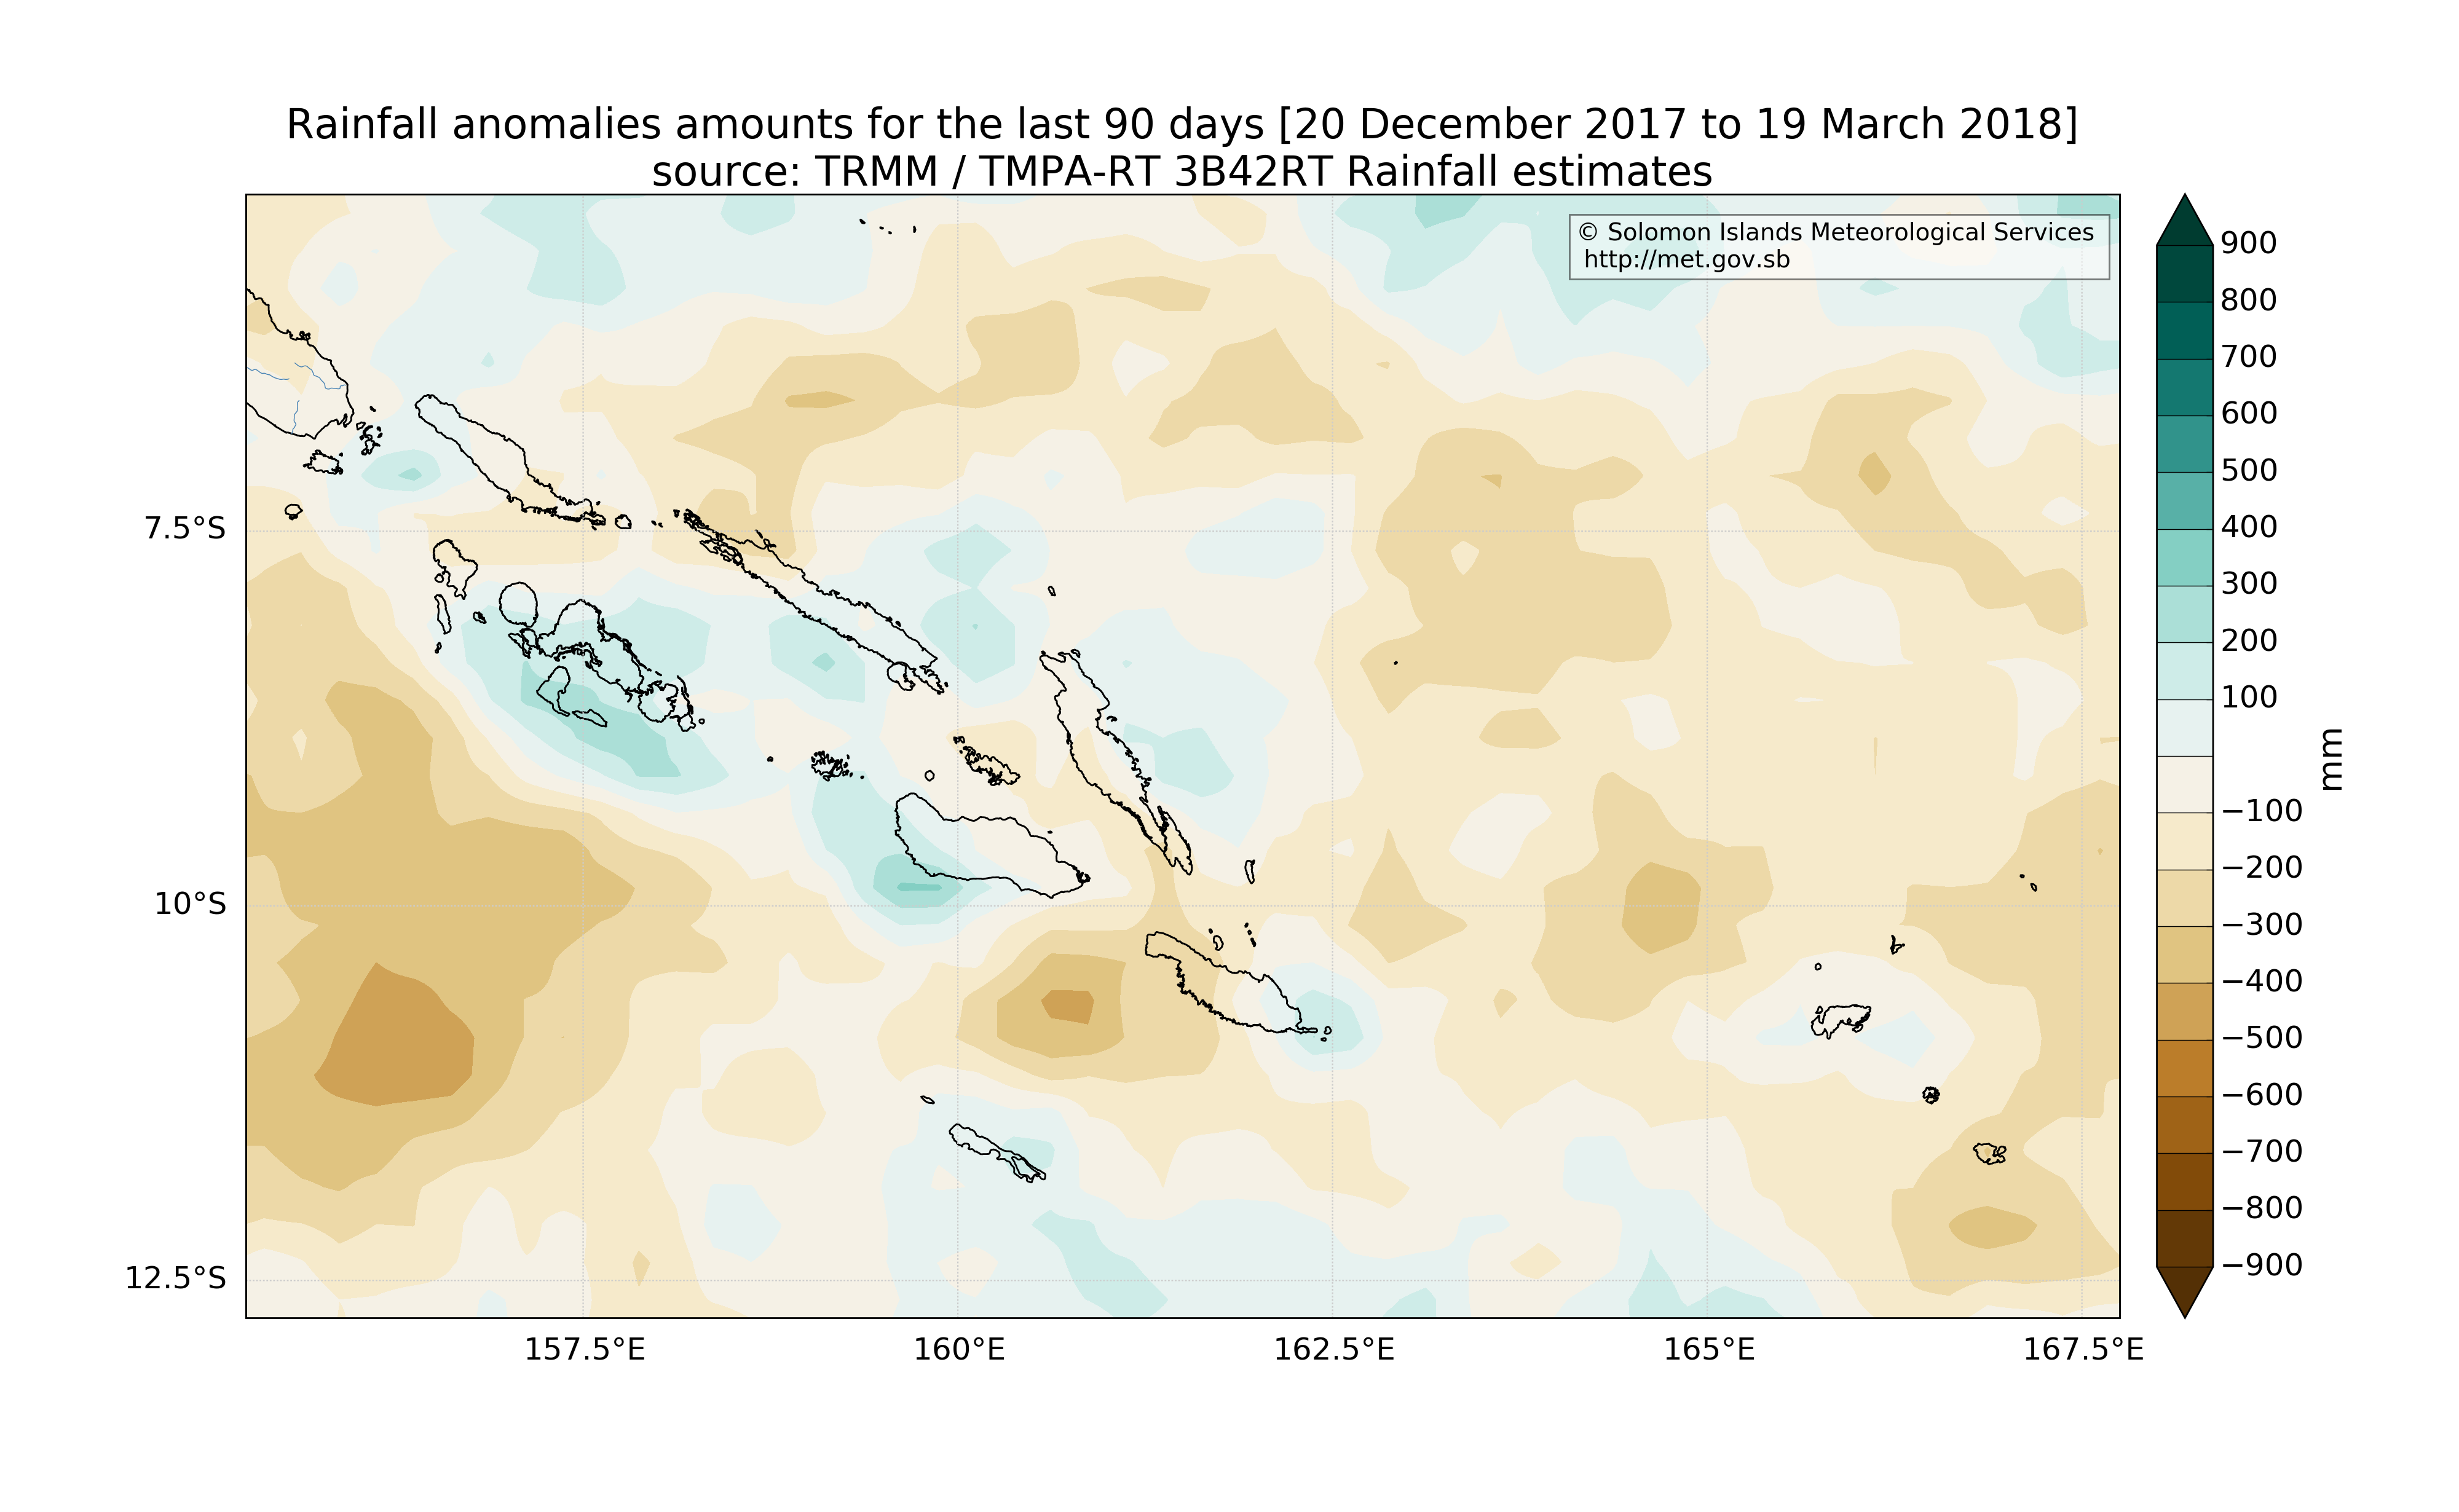 Rainfall anomalies amounts for the last 90 days [20 December 2017 to 19 March 2018]
source: TRMM / TMPA-RT 3B42RT Rainfall estimates
© Solomon Islands Meteorological Services
http://met.gov.sb
900
800
700
600
500
400
300
200
100
−100
−200
−300
−400
−500
−600
−700
−800
−900
mm
7.5°S
10°S
12.5°S
157.5°E
160°E
162.5°E
165°E
167.5°E